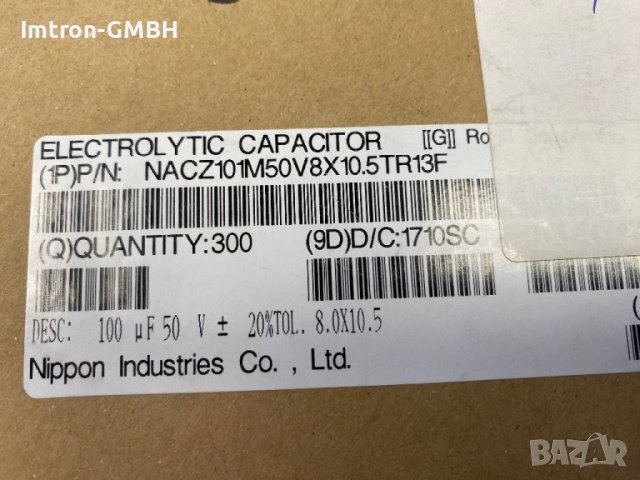 Imtron-GMBH
ELECTROLYTIC CAPACITOR [[G]] Ro
(1P)P/N: NACZ101M50V8X10.5TR13F
(Q)QUANTITY:300 (9D)D/C:1710SC
DESC: 100 µF 50 V ± 20%TOL. 8.0X10.5
Nippon Industries Co. , Ltd.
BAZAR